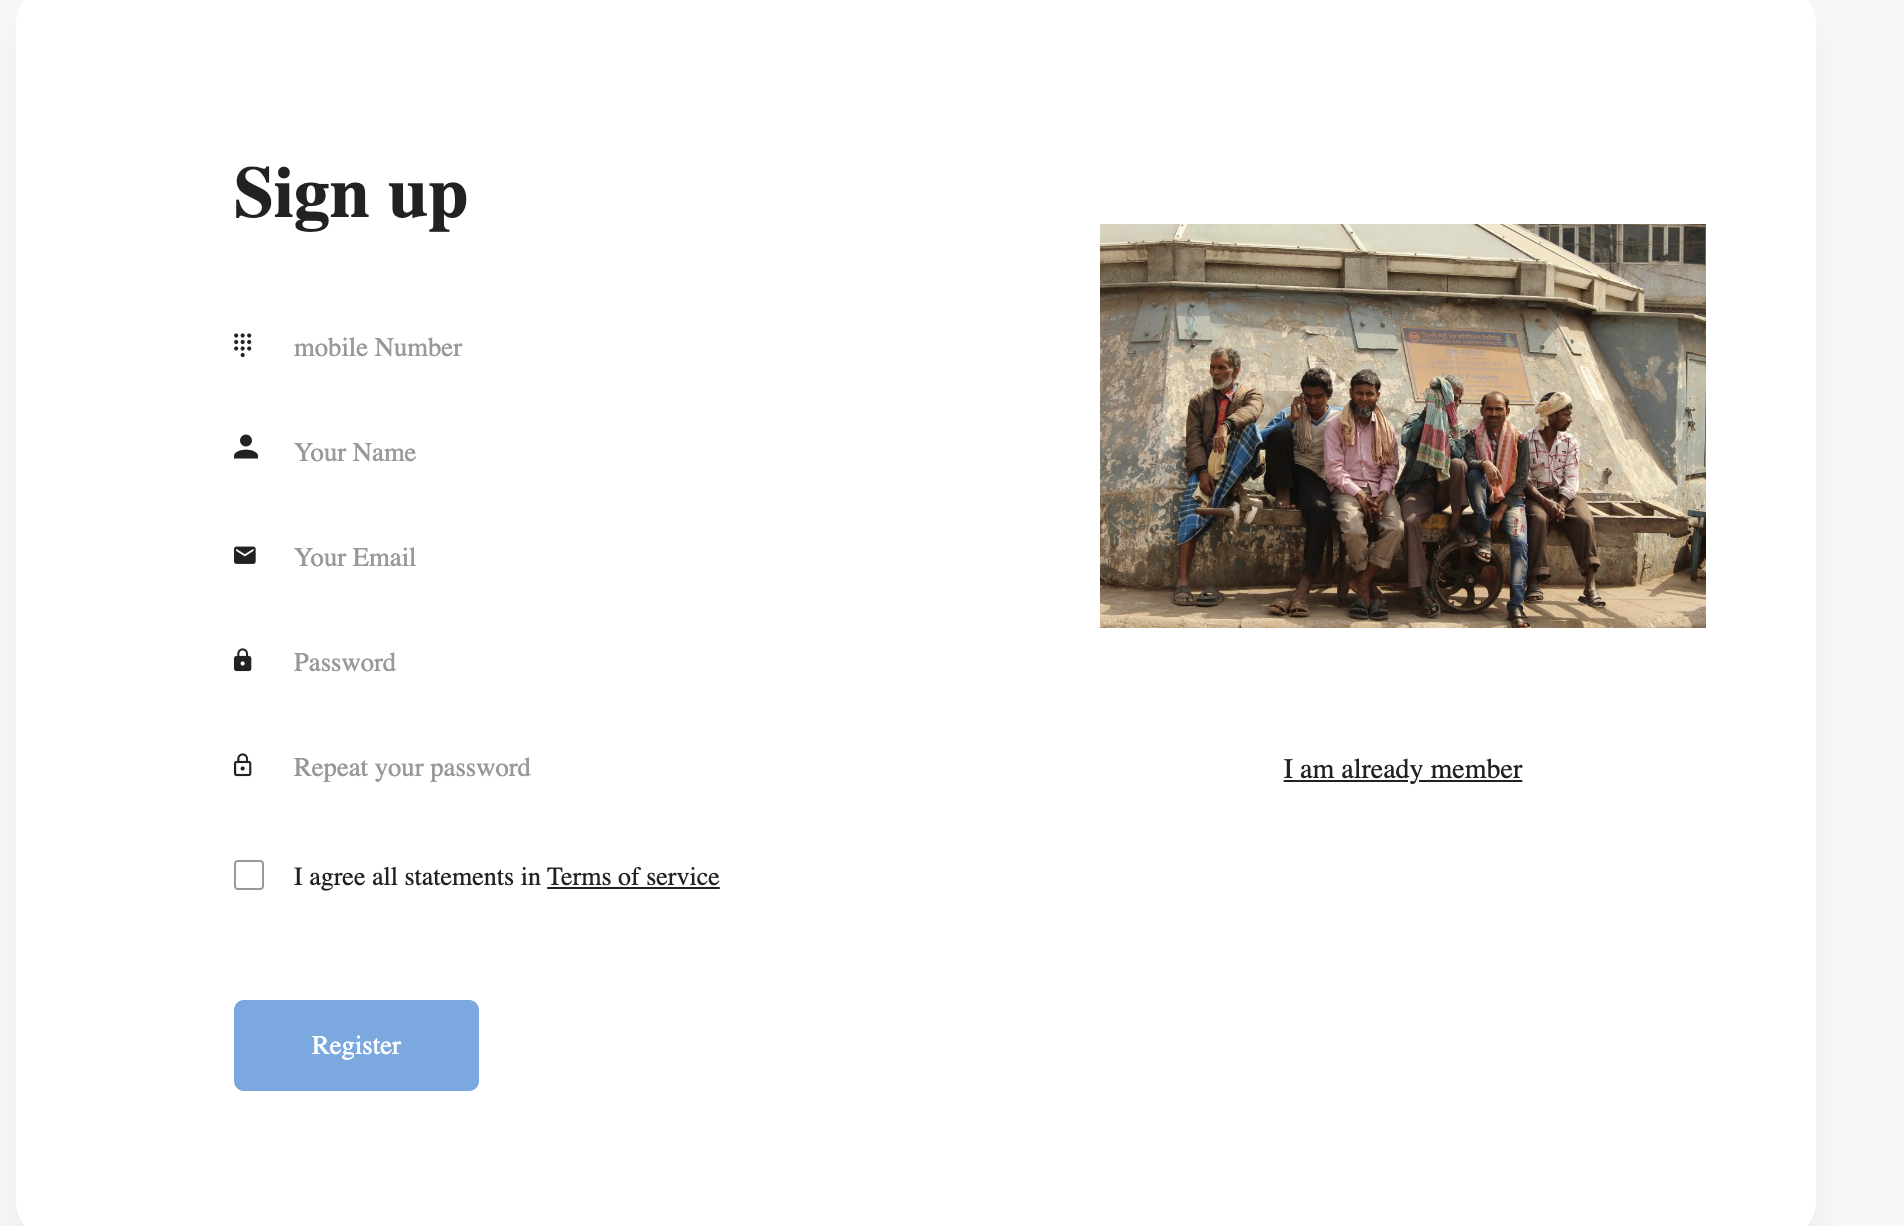 Sign up
mobile Number
Your Name
Your Email
Password
Repeat your password
I agree all statements in Terms of service
Register
I am already member